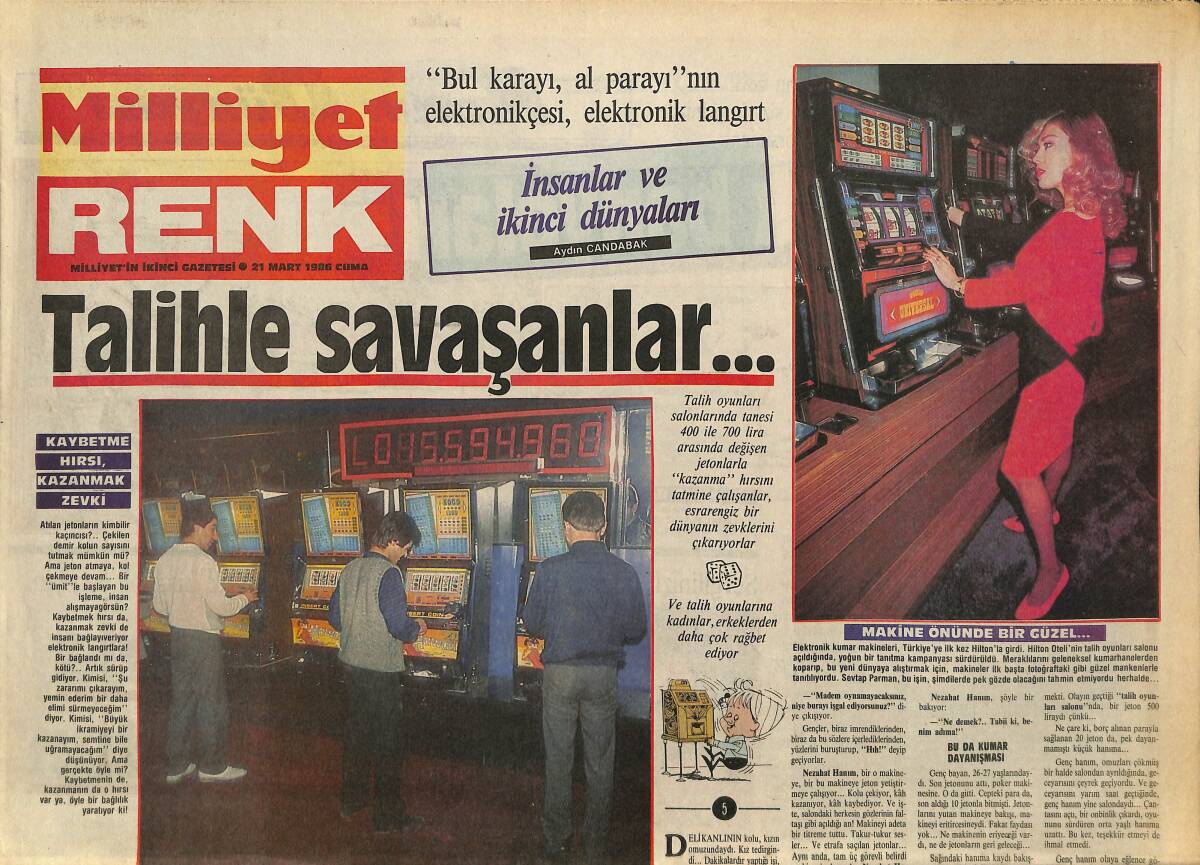 Milliyet
RENK
MİLLİYET'İN İKİNCİ GAZETESİ ● 21 MART 1986 CUMA
"Bul karayı, al parayı"nın
elektronikçesi, elektronik langırt
İnsanlar ve
ikinci dünyaları
Aydın CANDABAK
Talihle savaşanlar...
KAYBETME
HIRSI,
KAZANMAK
ZEVKİ
Atılan jetonların kimbilir
kaçıncısı?.. Çekilen
demir kolun sayısını
tutmak mümkün mü?
Ama jeton atmaya, kol
çekmeye devam... Bir
"ümit"le başlayan bu
işleme, insan
alışmayagörsün?
Kaybetmek hırsı da,
kazanmak zevki de
insanı bağlayıveriyor
elektronik langırtlara!
Bir bağlandı mı da,
kötü?.. Artık sürüp
gidiyor. Kimisi, "Şu
zararımı çıkarayım,
yemin ederim bir daha
elimi sürmeyeceğim"
diyor. Kimisi, "Büyük
ikramiyeyi bir
kazanayım, semtine bile
uğramayacağım" diye
düşünüyor. Ama
gerçekte öyle mi?
Kaybetmenin de,
kazanmanın da o hırsı
var ya, öyle bir bağlılık
yaratıyor ki!
INSERT COIN
Talih oyunları
salonlarında tanesi
400 ile 700 lira
arasında değişen
jetonlarla
"kazanma" hırsını
tatmine çalışanlar,
esrarengiz bir
dünyanın zevklerini
çıkarıyorlar
Ve talih oyunlarına
kadınlar, erkeklerden
daha çok rağbet
ediyor
5
DELİKANLININ kolu, kızın
omuzundaydı. Kız tedirgin-
di... Dakikalardır yaptığı işi,
UNIVERSAL
MAKİNE ÖNÜNDE BİR GÜZEL...
Elektronik kumar makineleri, Türkiye'ye ilk kez Hilton'la girdi. Hilton Oteli'nin talih oyunları salonu
açıldığında, yoğun bir tanıtma kampanyası sürdürüldü. Meraklılarını geleneksel kumarhanelerden
koparıp, bu yeni dünyaya alıştırmak için, makineler ilk başta fotoğraftaki gibi güzel mankenlerle
tanıtılıyordu. Sevtap Parman, bu işin, şimdilerde pek gözde olacağını tahmin etmiyordu herhalde...
—"Madem oynamayacaksınız,
niye burayı işgal ediyorsunuz?" di-
ye çıkışıyor.
Gençler, biraz imrendiklerinden,
biraz da bu sözlere içerlediklerinden,
yüzlerini buruşturup, "Hıh!" deyip
geçiyorlar.
Nezahat Hanım, bir o makine-
ye, bir bu makineye jeton yetiştir-
meye çalışıyor... Kolu çekiyor, kâh
kazanıyor, kâh kaybediyor. Ve iş-
te, salondaki herkesin gözlerinin fal-
taşı gibi açıldığı an! Makineyi adeta
bir titreme tuttu. Takur-tukur ses-
ler... Ve etrafa saçılan jetonlar...
Aynı anda, tam üç görevli belirdi
Nezahat Hanım, şöyle bir
bakıyor:
—"Ne demek?.. Tabii ki, be-
nim adıma!"
BU DA KUMAR
DAYANIŞMASI
Genç bayan, 26-27 yaşlarınday-
dı. Son jetonunu attı, poker maki-
nesine. O da gitti. Cepteki para da,
son aldığı 10 jetonla bitmişti. Jeton-
larını yutan makineye bakışı, ma-
kineyi eritircesineydi. Fakat faydası
yok... Ne makinenin eriyeceği var-
dı, ne de jetonların geri geleceği...
Sağındaki hanıma kaydı bakış-
mekti. Olayın geçtiği "talih oyun-
ları salonu"nda, bir jeton 500
liraydı çünkü...
Ne çare ki, borç alınan parayla
sağlanan 20 jeton da, pek dayan-
mamıştı küçük hanıma...
Genç hanım, omuzları çökmüş
bir halde salondan ayrıldığında, ge-
ceyarısını çeyrek geçiyordu. Ve ge-
ceyarısını yarım saat geçtiğinde,
genç hanım yine salondaydı... Çan-
tasını açtı, bir onbinlik çıkardı, oyu-
nunu sürdüren orta yaşlı hanıma
uzattı. Bu kez, teşekkür etmeyi de
ihmal etmedi.
Genç hanım olaya eğlence gö-